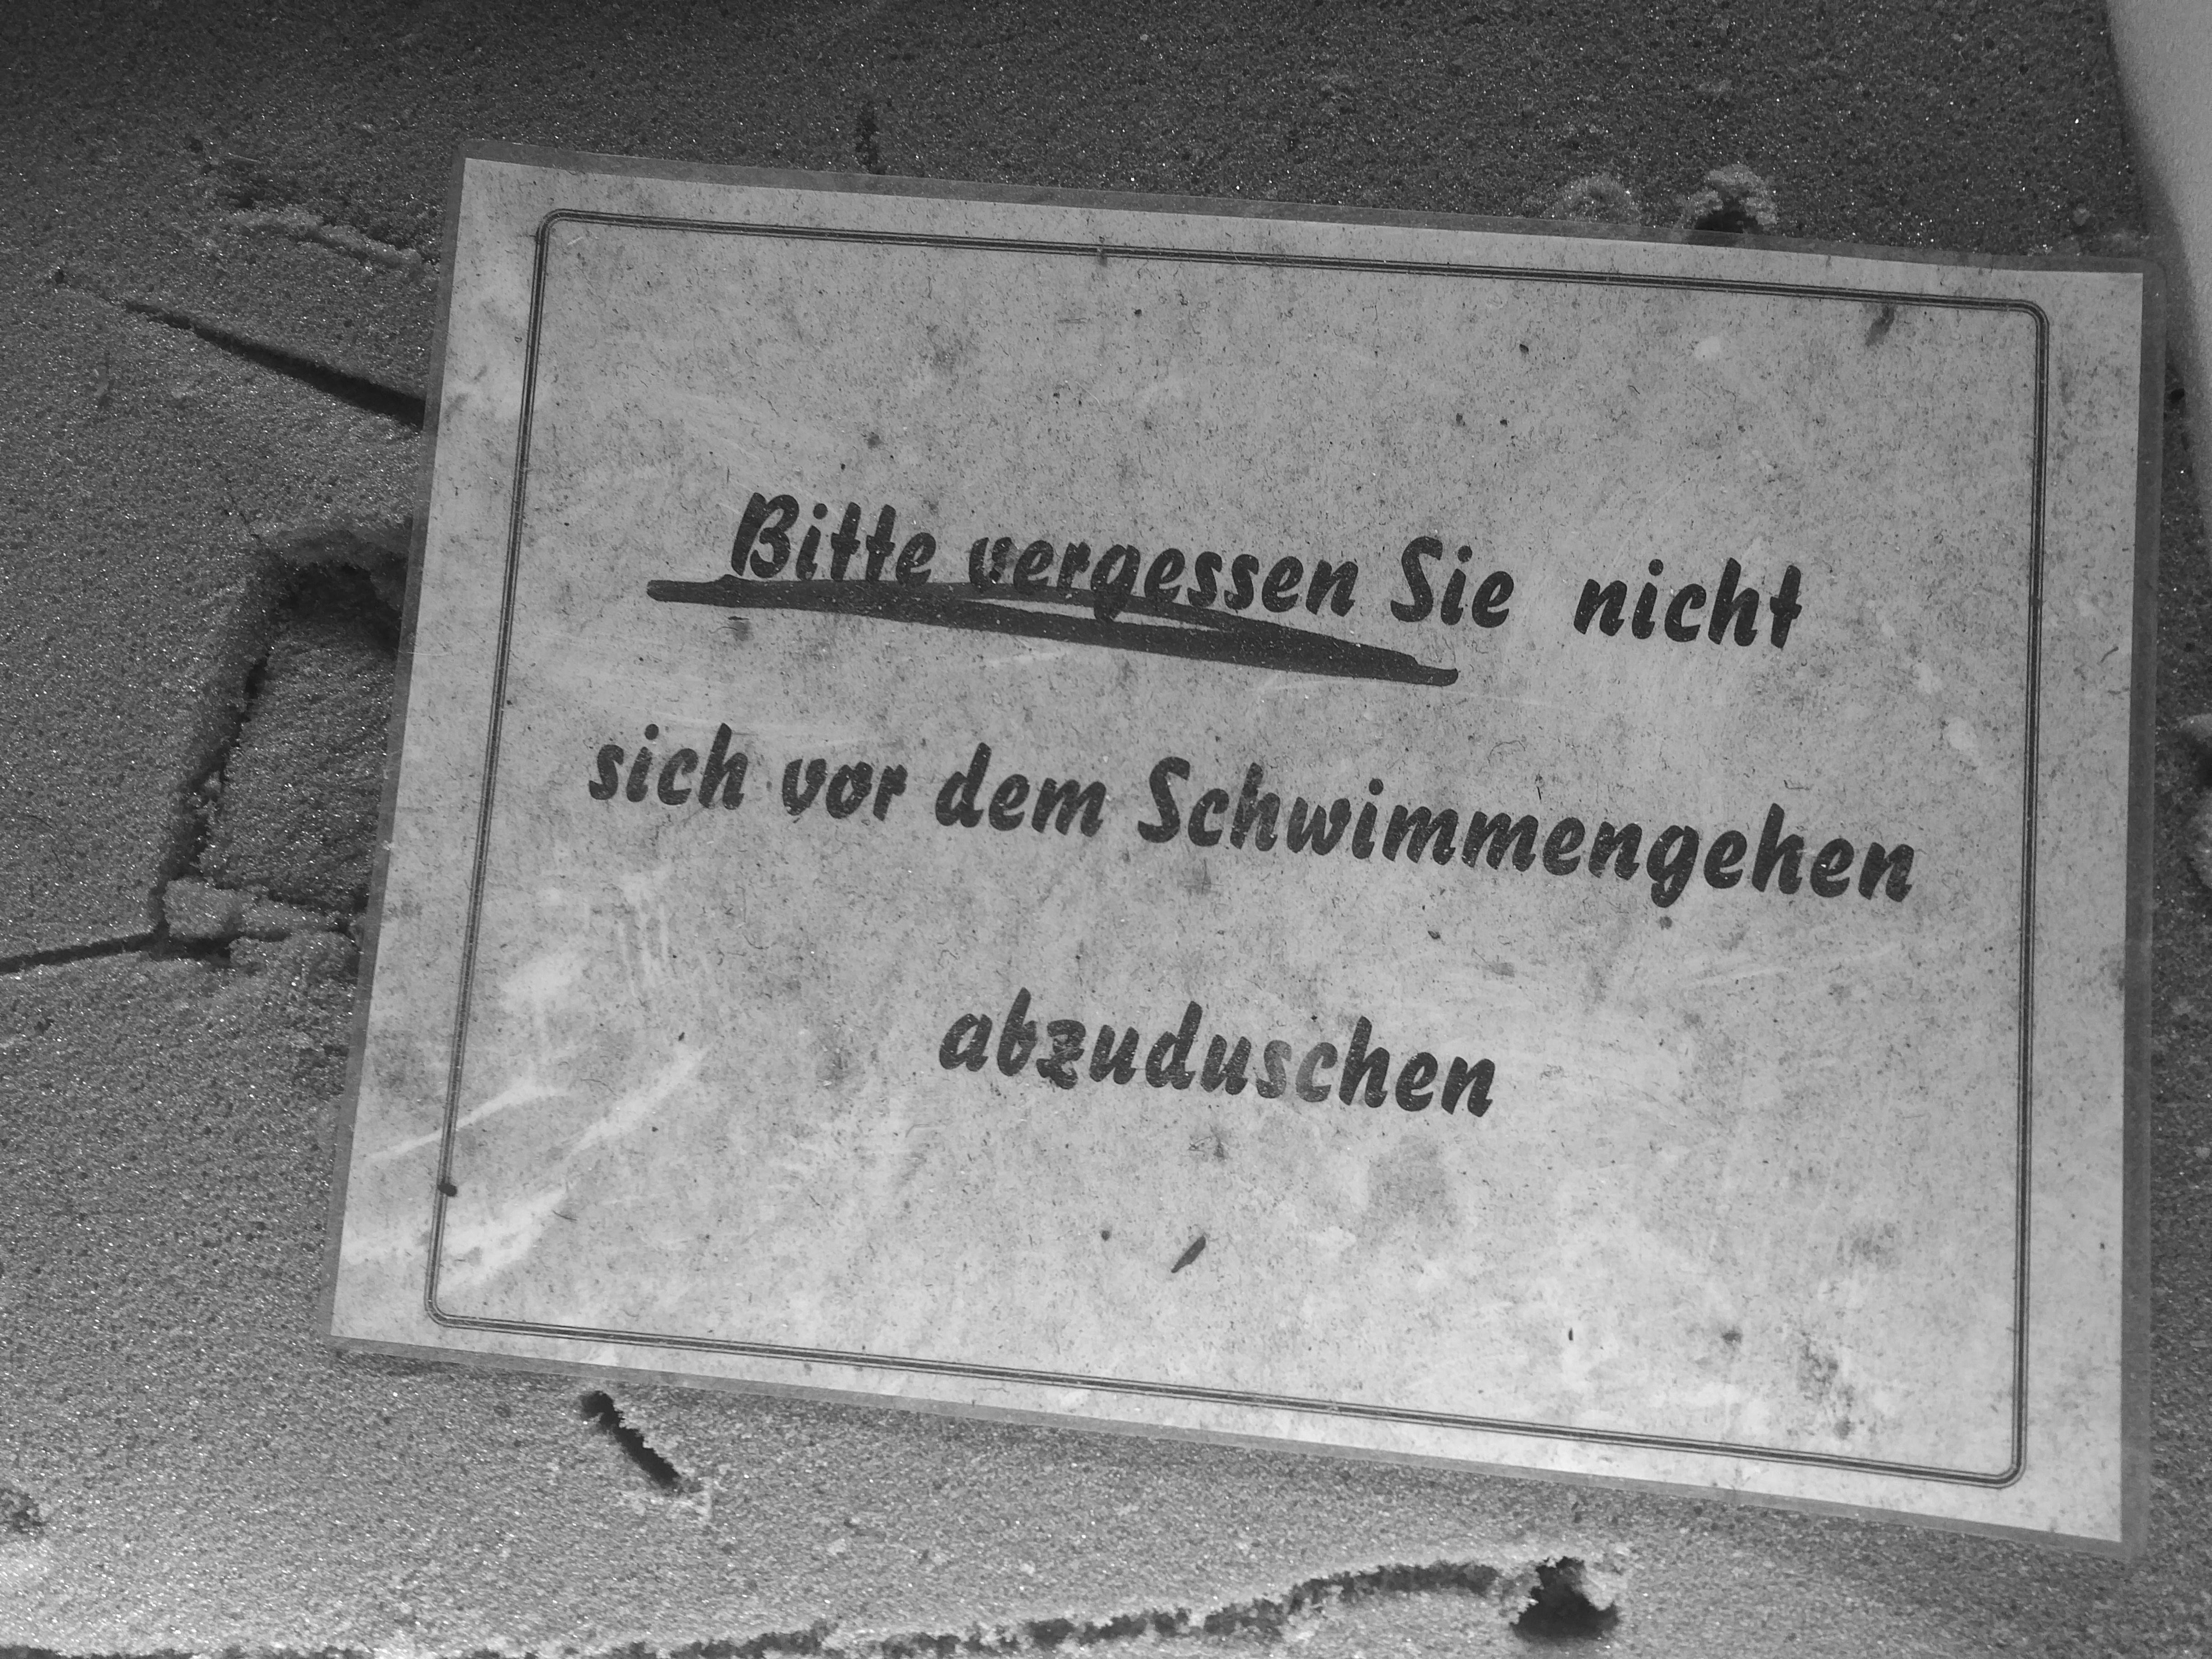 Bitte vergessen Sie nicht
sich vor dem Schwimmengehen
abzuduschen